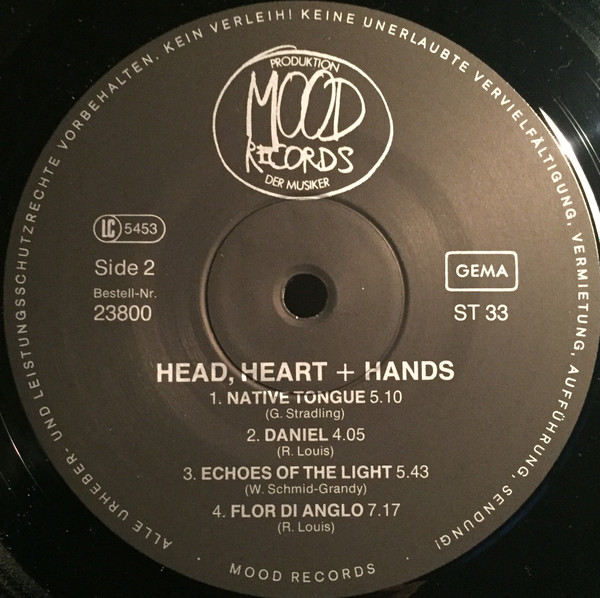 ALLE URHEBER- UND LEISTUNGSSCHUTZRECHTE VORBEHALTEN. KEIN VERLEIH! KEINE UNERLAUBTE VERVIELFÄLTIGUNG, VERMIETUNG, AUFFÜHRUNG, SENDUNG!
PRODUKTION
MOOD
RECORDS
DER MUSIKER
LC 5453
Side 2
Bestell-Nr.
23800
GEMA
ST 33
HEAD, HEART + HANDS
1. NATIVE TONGUE 5.10
(G. Stradling)
2. DANIEL 4.05
(R. Louis)
3. ECHOES OF THE LIGHT 5.43
(W. Schmid-Grandy)
4. FLOR DI ANGLO 7.17
(R. Louis)
· MOOD RECORDS ·